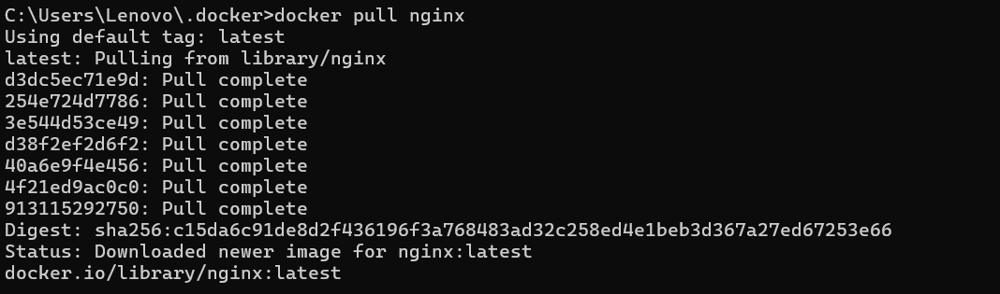 C:\Users\Lenovo\.docker>docker pull nginx
Using default tag: latest
latest: Pulling from library/nginx
d3dc5ec71e9d: Pull complete
254e724d7786: Pull complete
3e544d53ce49: Pull complete
d38f2ef2d6f2: Pull complete
40a6e9f4e456: Pull complete
4f21ed9ac0c0: Pull complete
913115292750: Pull complete
Digest: sha256:c15da6c91de8d2f436196f3a768483ad32c258ed4e1beb3d367a27ed67253e66
Status: Downloaded newer image for nginx:latest
docker.io/library/nginx:latest